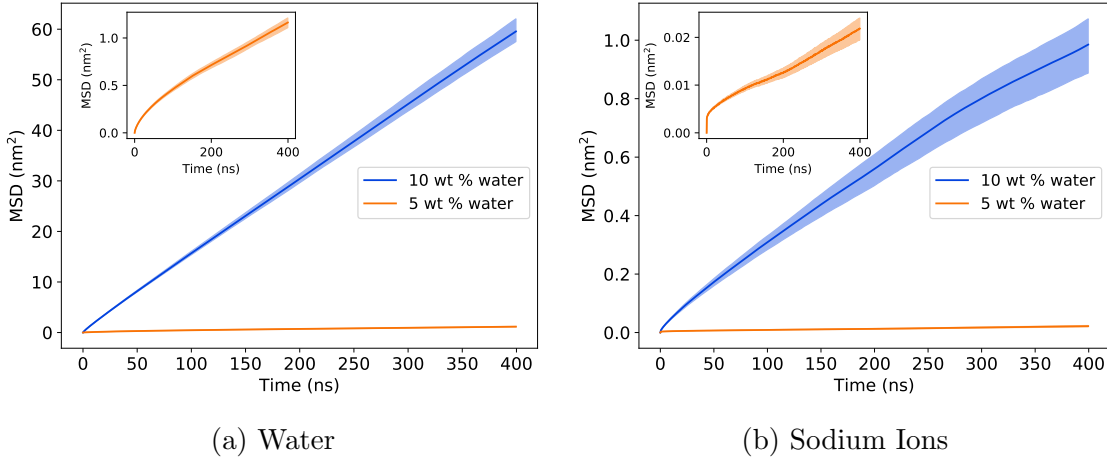 60
50
40
30
20
10
0
MSD (nm²)
0 50 100 150 200 250 300 350 400
Time (ns)
1.0
0.5
0.0
MSD (nm²)
0 200 400
Time (ns)
10 wt % water
5 wt % water
(a) Water
1.0
0.8
0.6
0.4
0.2
0.0
MSD (nm²)
0 50 100 150 200 250 300 350 400
Time (ns)
0.02
0.01
0.00
MSD (nm²)
0 200 400
Time (ns)
10 wt % water
5 wt % water
(b) Sodium Ions